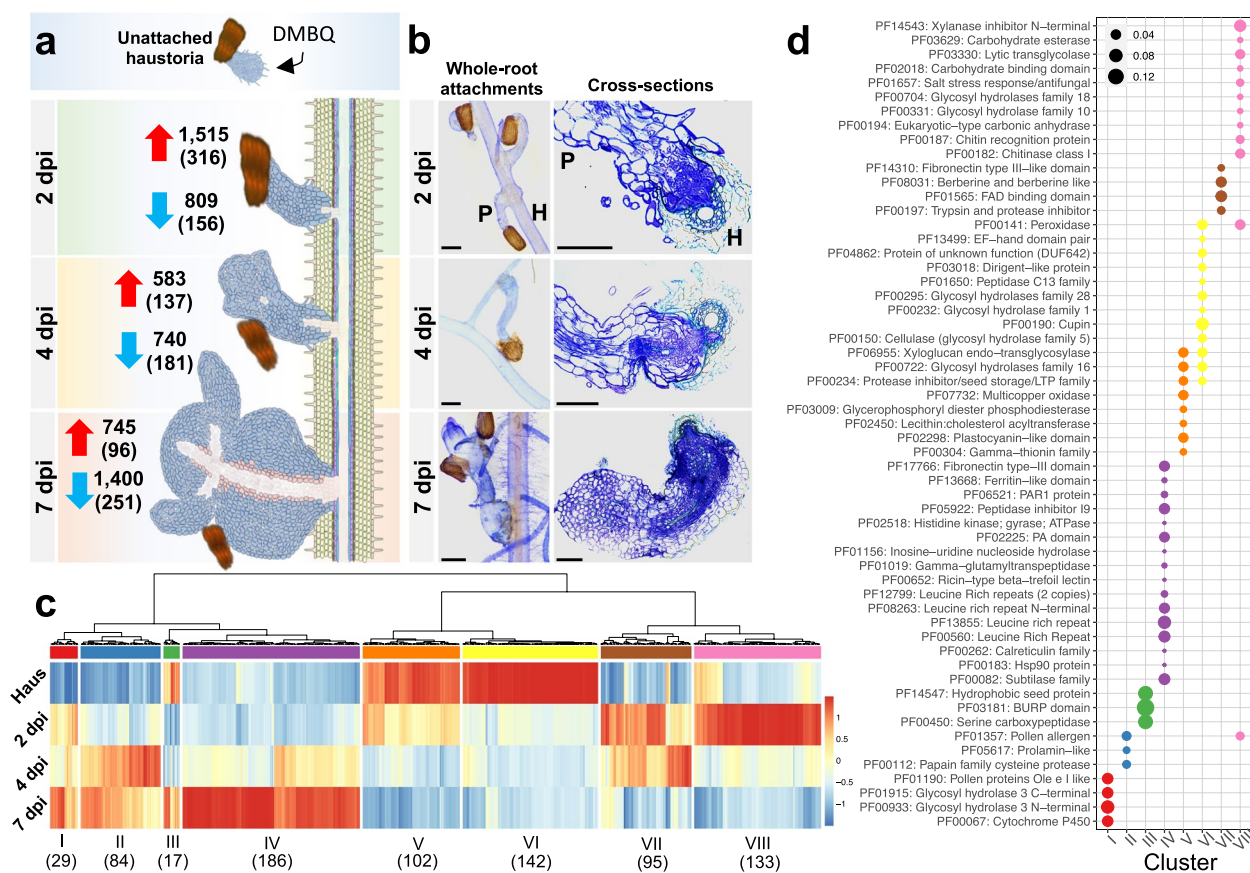 a
Unattached
haustoria
DMBQ
2 dpi
1,515
(316)
809
(156)
4 dpi
583
(137)
740
(181)
7 dpi
745
(96)
1,400
(251)
b
Whole-root
attachments
Cross-sections
2 dpi
P
H
P
H
4 dpi
7 dpi
c
Haus
2 dpi
4 dpi
7 dpi
1
0.5
0
−0.5
−1
I
(29)
II
(84)
III
(17)
IV
(186)
V
(102)
VI
(142)
VII
(95)
VIII
(133)
d
0.04
0.08
0.12
PF14543: Xylanase inhibitor N−terminal
PF03629: Carbohydrate esterase
PF03330: Lytic transglycolase
PF02018: Carbohydrate binding domain
PF01657: Salt stress response/antifungal
PF00704: Glycosyl hydrolases family 18
PF00331: Glycosyl hydrolase family 10
PF00194: Eukaryotic−type carbonic anhydrase
PF00187: Chitin recognition protein
PF00182: Chitinase class I
PF14310: Fibronectin type III−like domain
PF08031: Berberine and berberine like
PF01565: FAD binding domain
PF00197: Trypsin and protease inhibitor
PF00141: Peroxidase
PF13499: EF−hand domain pair
PF04862: Protein of unknown function (DUF642)
PF03018: Dirigent−like protein
PF01650: Peptidase C13 family
PF00295: Glycosyl hydrolases family 28
PF00232: Glycosyl hydrolase family 1
PF00190: Cupin
PF00150: Cellulase (glycosyl hydrolase family 5)
PF06955: Xyloglucan endo−transglycosylase
PF00722: Glycosyl hydrolases family 16
PF00234: Protease inhibitor/seed storage/LTP family
PF07732: Multicopper oxidase
PF03009: Glycerophosphoryl diester phosphodiesterase
PF02450: Lecithin:cholesterol acyltransferase
PF02298: Plastocyanin−like domain
PF00304: Gamma−thionin family
PF17766: Fibronectin type−III domain
PF13668: Ferritin−like domain
PF06521: PAR1 protein
PF05922: Peptidase inhibitor I9
PF02518: Histidine kinase; gyrase; ATPase
PF02225: PA domain
PF01156: Inosine−uridine nucleoside hydrolase
PF01019: Gamma−glutamyltranspeptidase
PF00652: Ricin−type beta−trefoil lectin
PF12799: Leucine Rich repeats (2 copies)
PF08263: Leucine rich repeat N−terminal
PF13855: Leucine rich repeat
PF00560: Leucine Rich Repeat
PF00262: Calreticulin family
PF00183: Hsp90 protein
PF00082: Subtilase family
PF14547: Hydrophobic seed protein
PF03181: BURP domain
PF00450: Serine carboxypeptidase
PF01357: Pollen allergen
PF05617: Prolamin−like
PF00112: Papain family cysteine protease
PF01190: Pollen proteins Ole e I like
PF01915: Glycosyl hydrolase 3 C−terminal
PF00933: Glycosyl hydrolase 3 N−terminal
PF00067: Cytochrome P450
I
II
III
IV
V
VI
VII
VIII
Cluster